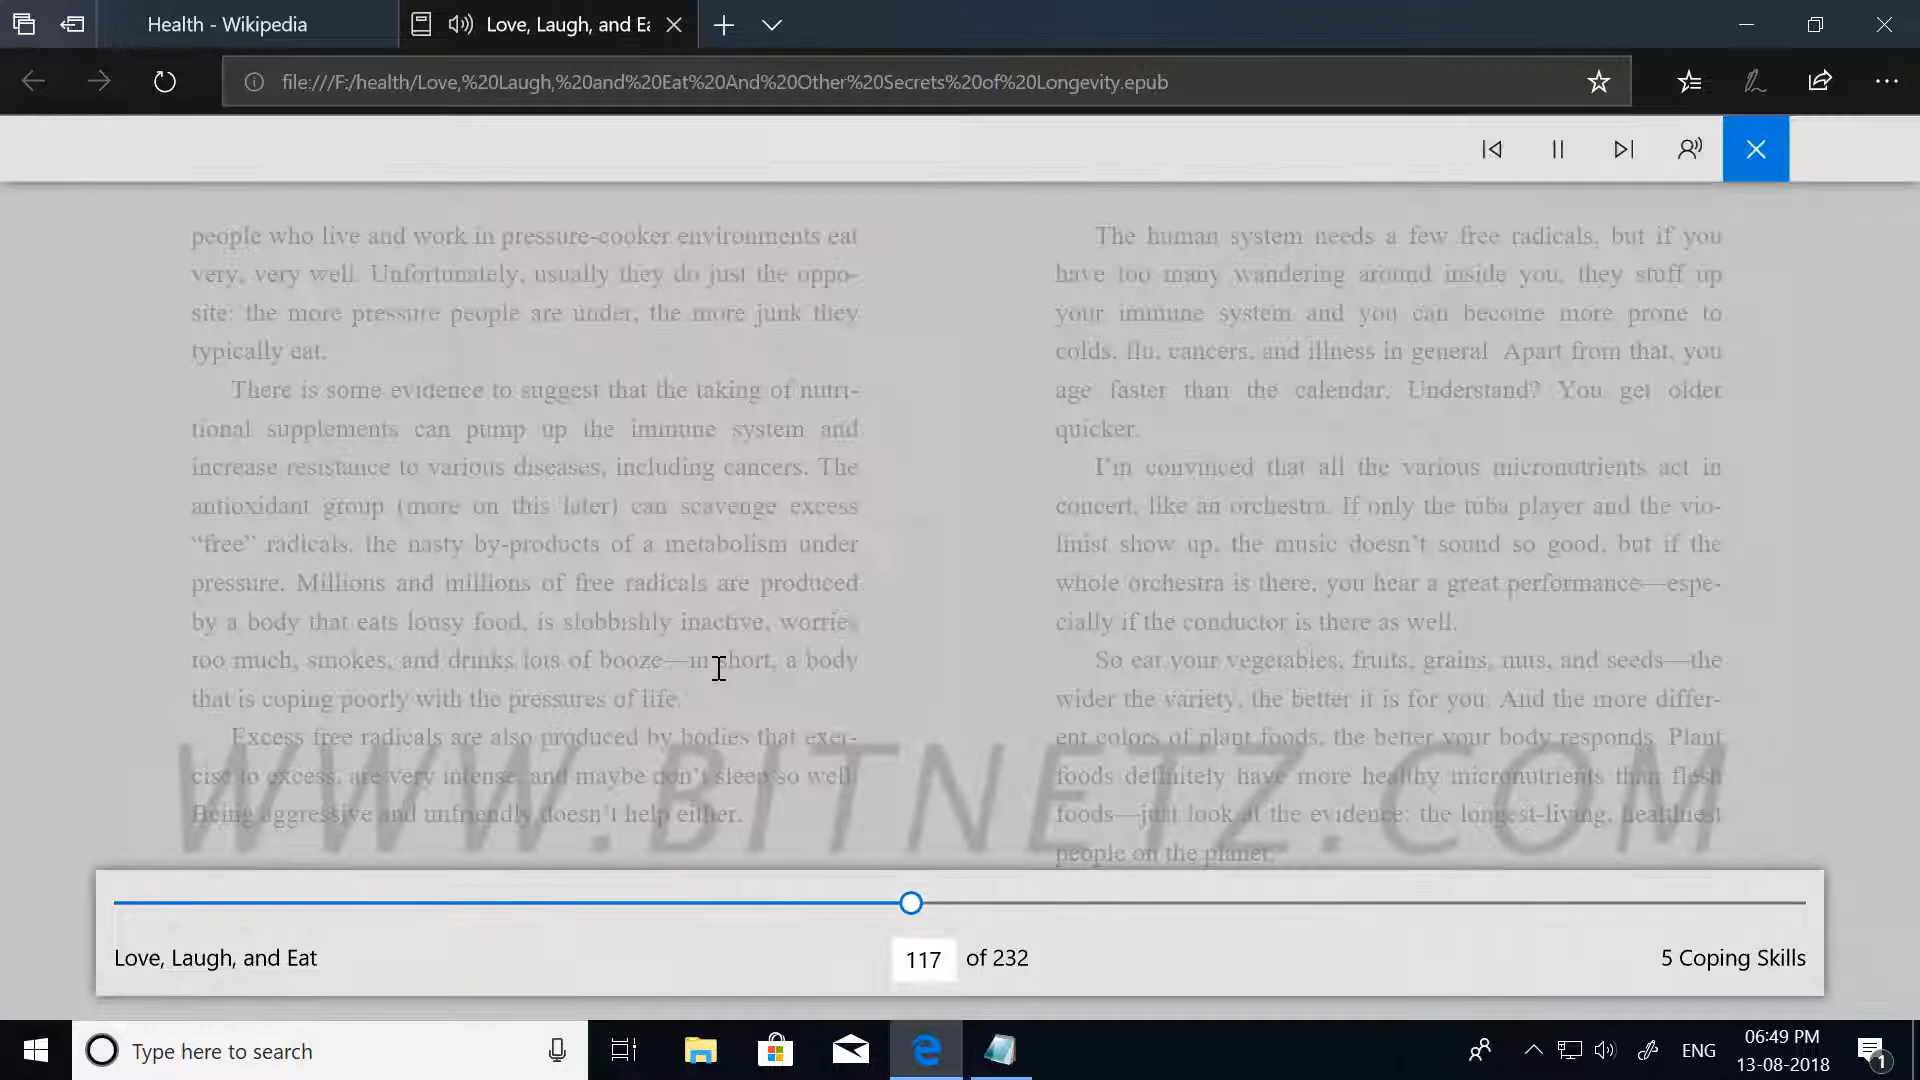 Health - Wikipedia
Love, Laugh, and Ea
file:///F:/health/Love,%20Laugh,%20and%20Eat%20And%20Other%20Secrets%20of%20Longevity.epub
people who live and work in pressure-cooker environments eat
very, very well. Unfortunately, usually they do just the oppo-
site: the more pressure people are under, the more junk they
typically eat.
There is some evidence to suggest that the taking of nutri-
tional supplements can pump up the immune system and
increase resistance to various diseases, including cancers. The
antioxidant group (more on this later) can scavenge excess
“free” radicals, the nasty by-products of a metabolism under
pressure. Millions and millions of free radicals are produced
by a body that eats lousy food, is slobbishly inactive, worries
too much, smokes, and drinks lots of booze—in short, a body
that is coping poorly with the pressures of life.
Excess free radicals are also produced by bodies that exer-
cise to excess, are very intense, and maybe don’t sleep so well.
Being aggressive and unfriendly doesn’t help either.
The human system needs a few free radicals, but if you
have too many wandering around inside you, they stuff up
your immune system and you can become more prone to
colds, flu, cancers, and illness in general. Apart from that, you
age faster than the calendar. Understand? You get older
quicker.
I’m convinced that all the various micronutrients act in
concert, like an orchestra. If only the tuba player and the vio-
linist show up, the music doesn’t sound so good, but if the
whole orchestra is there, you hear a great performance—espe-
cially if the conductor is there as well.
So eat your vegetables, fruits, grains, nuts, and seeds—the
wider the variety, the better it is for you. And the more differ-
ent colors of plant foods, the better your body responds. Plant
foods definitely have more healthy micronutrients than flesh
foods—just look at the evidence: the longest-living, healthiest
people on the planet.
WWW.BITNETZ.COM
Love, Laugh, and Eat
117 of 232
5 Coping Skills
Type here to search
ENG
06:49 PM
13-08-2018
1